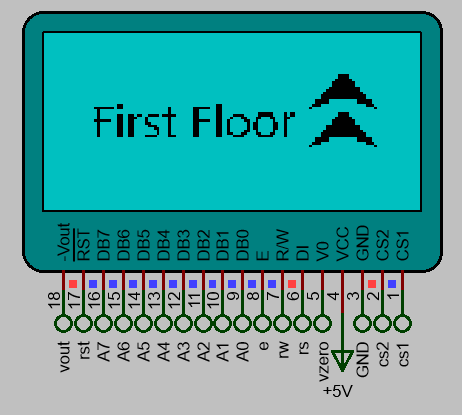 First Floor
-Vout RST DB7 DB6 DB5 DB4 DB3 DB2 DB1 DB0 E R/W DI V0 VCC GND CS2 CS1
18 17 16 15 14 13 12 11 10 9 8 7 6 5 4 3 2 1
vout rst A7 A6 A5 A4 A3 A2 A1 A0 e rw rs vzero GND cs2 cs1
+5V